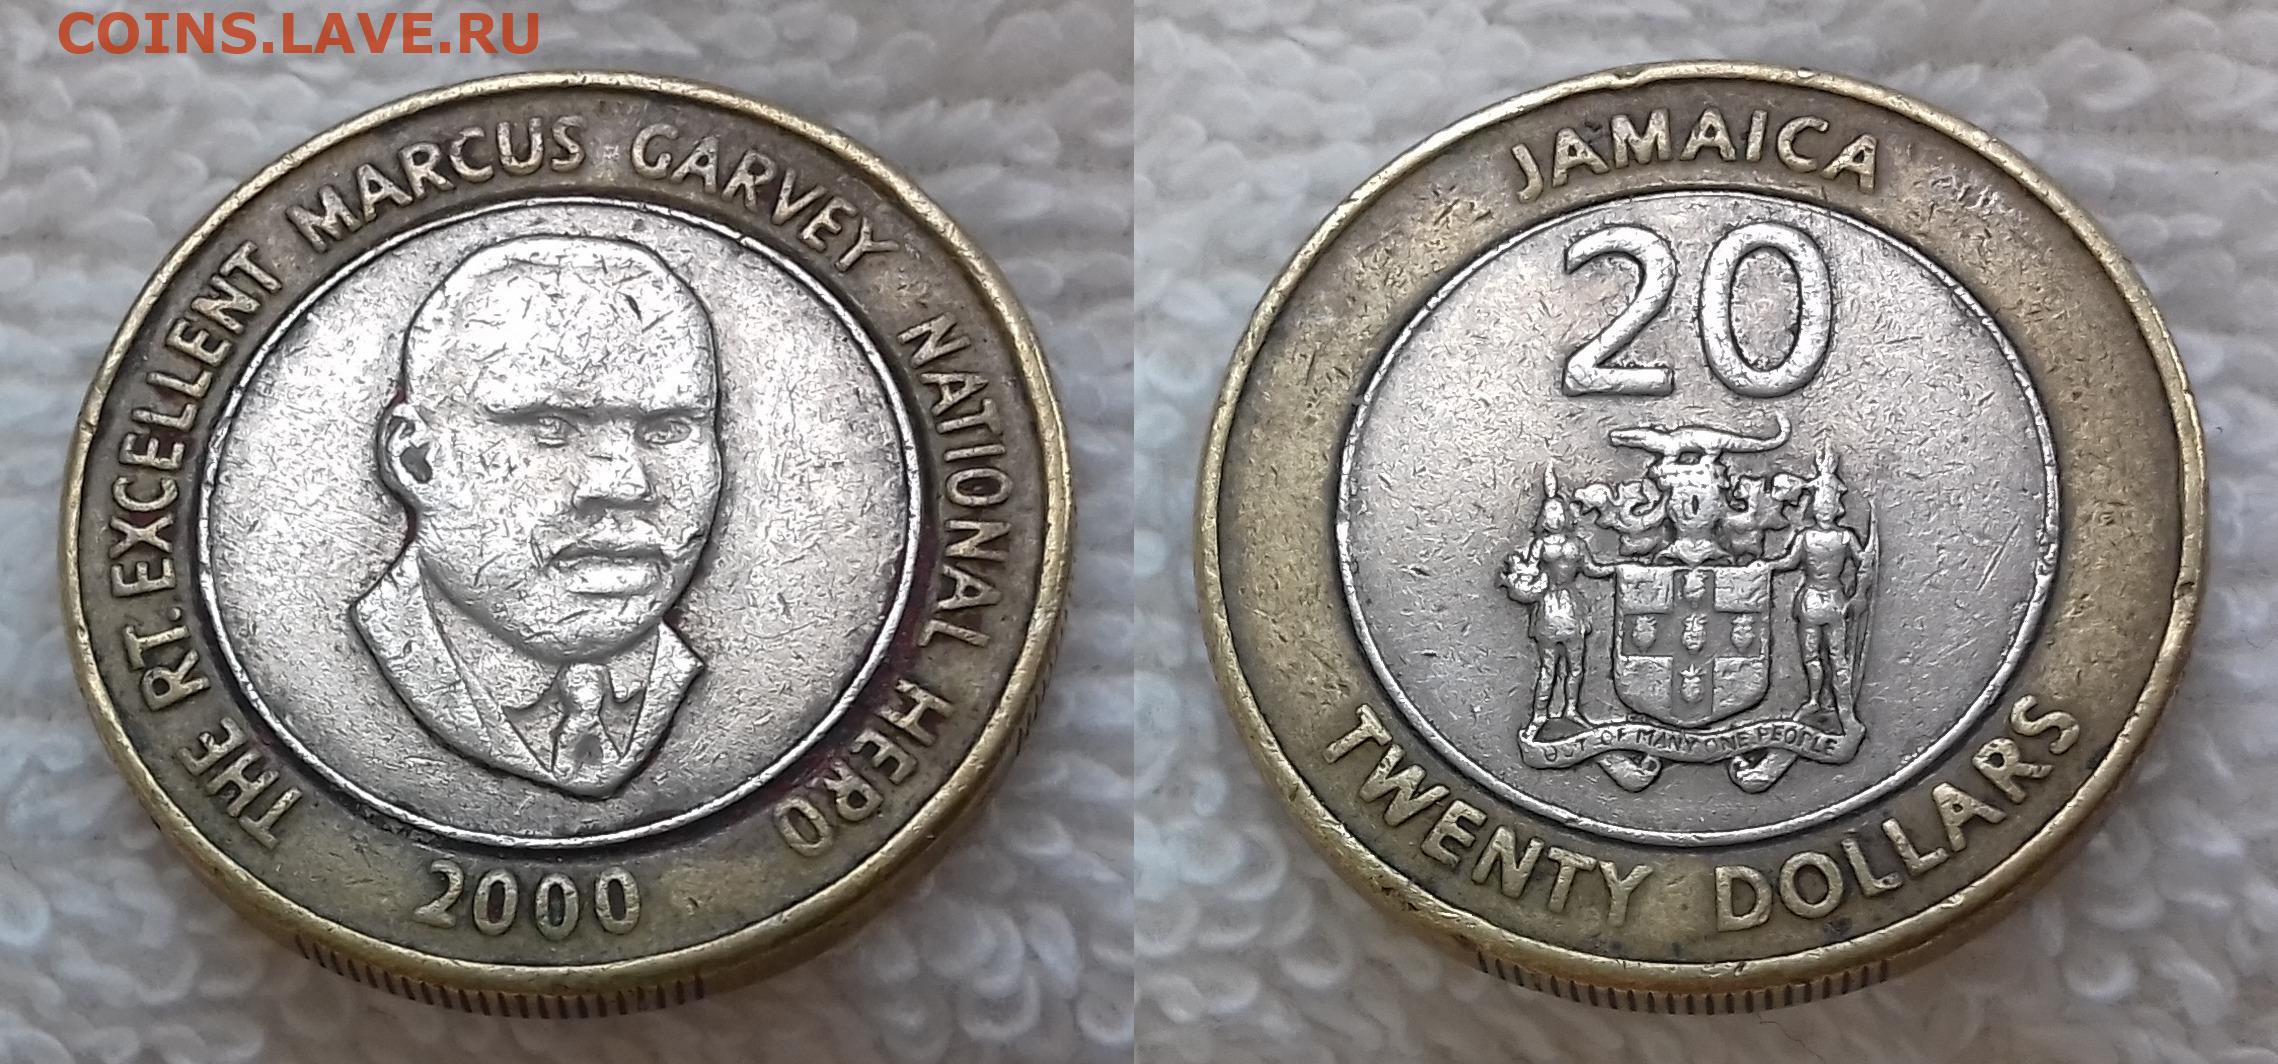 COINS.LAVE.RU
THE RT. EXCELLENT MARCUS GARVEY NATIONAL HERO
2000
JAMAICA
20
OUT OF MANY ONE PEOPLE
TWENTY DOLLARS